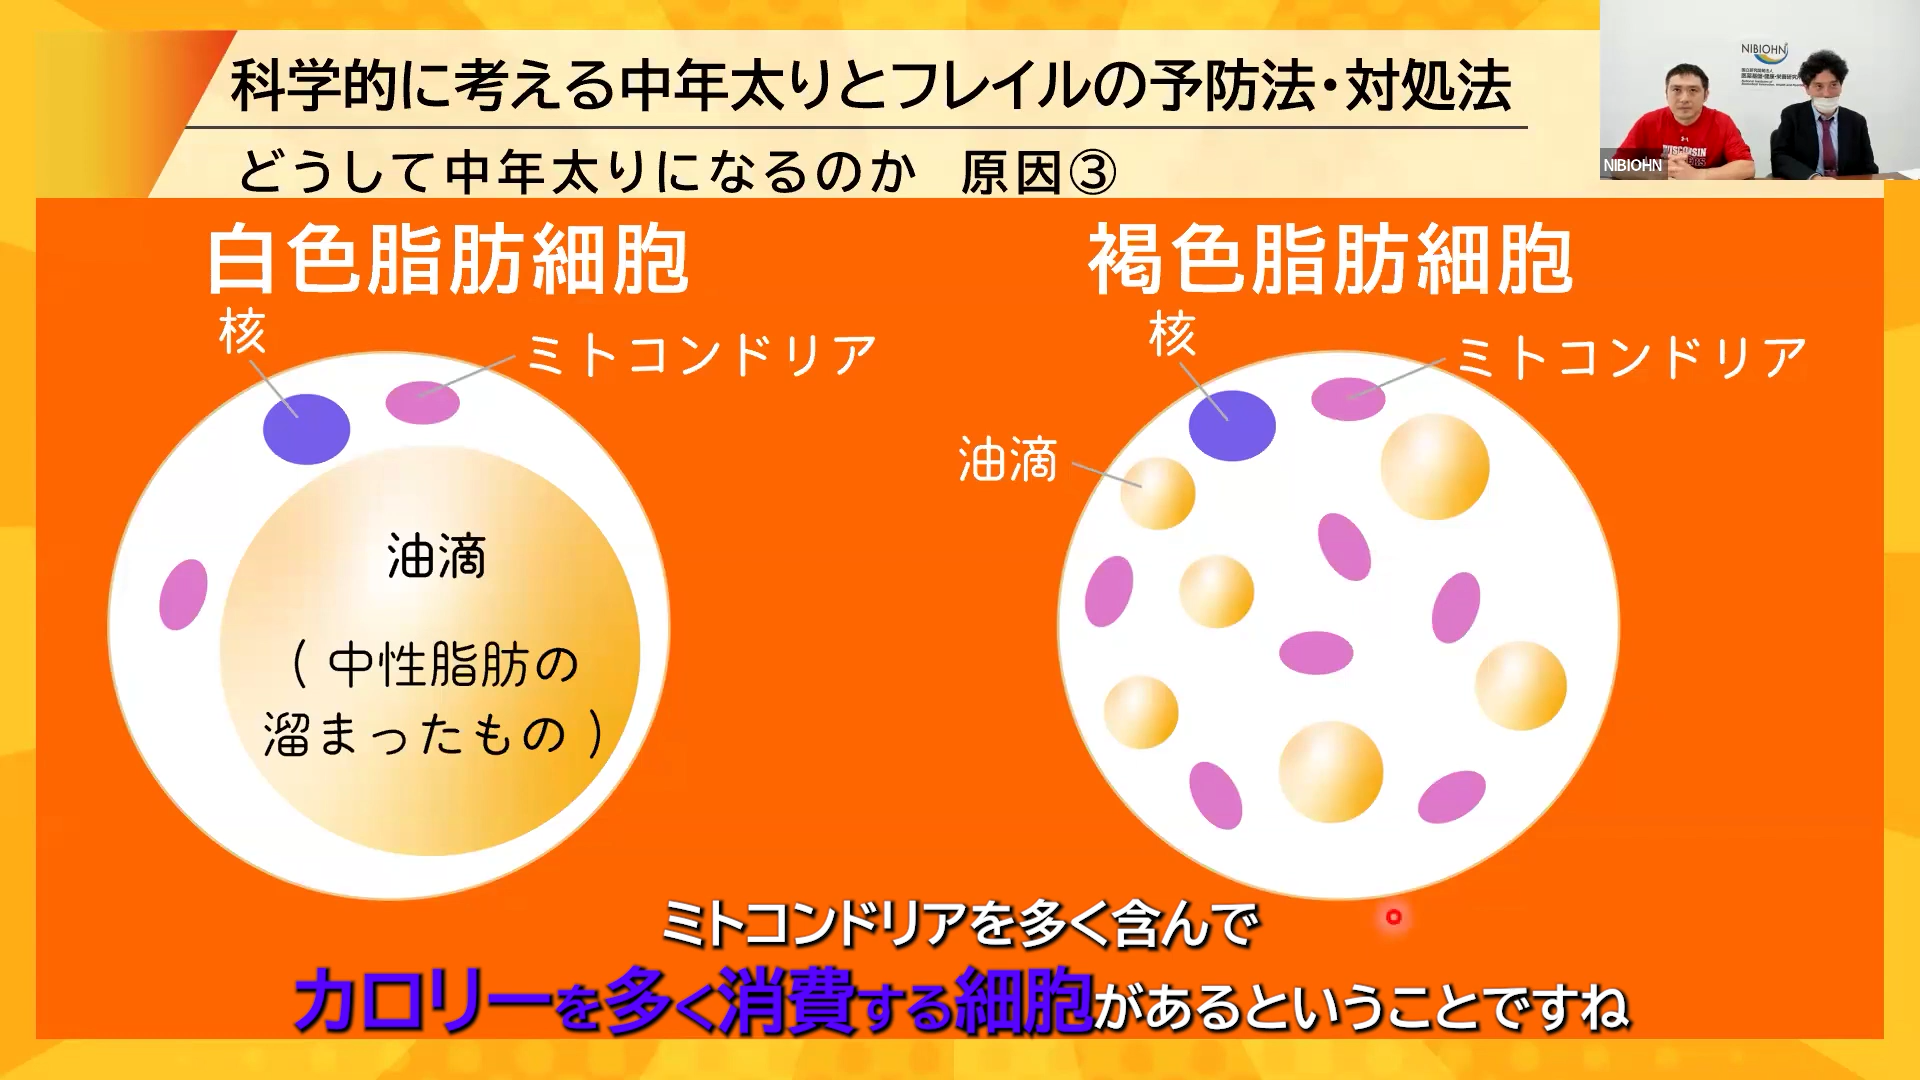 科学的に考える中年太りとフレイルの予防法・対処法
どうして中年太りになるのか 原因③
NIBIOHN
WISCONSIN
NIBIOHN
白色脂肪細胞
核
ミトコンドリア
油滴
(中性脂肪の
溜まったもの)
褐色脂肪細胞
核
ミトコンドリア
油滴
ミトコンドリアを多く含んで
カロリーを多く消費する細胞があるということですね